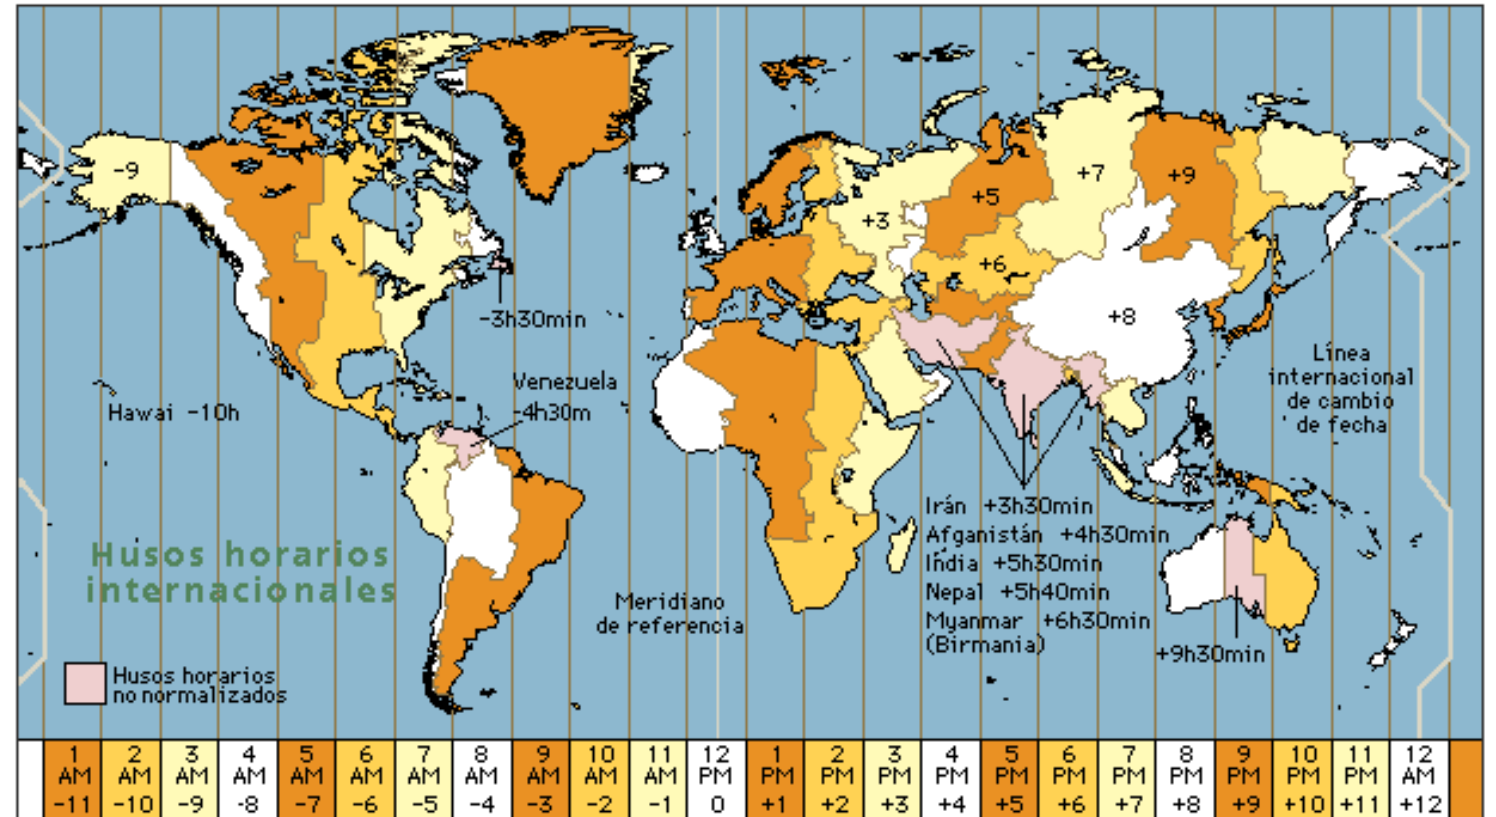 -9
+5
+7
+9
+3
+6
+8
-3h30min
Venezuela
-4h30m
Hawai -10h
Línea
internacional
de cambio
de fecha
Husos horarios
internacionales
Meridiano
de referencia
Irán +3h30min
Afganistán +4h30min
Índia +5h30min
Nepal +5h40min
Myanmar +6h30min
(Birmania)
+9h30min
Husos horarios
no normalizados
1 2 3 4 5 6 7 8 9 10 11 12 1 2 3 4 5 6 7 8 9 10 11 12
AM AM AM AM AM AM AM AM AM AM AM PM PM PM PM PM PM PM PM PM PM PM PM AM
-11 -10 -9 -8 -7 -6 -5 -4 -3 -2 -1 0 +1 +2 +3 +4 +5 +6 +7 +8 +9 +10 +11 +12